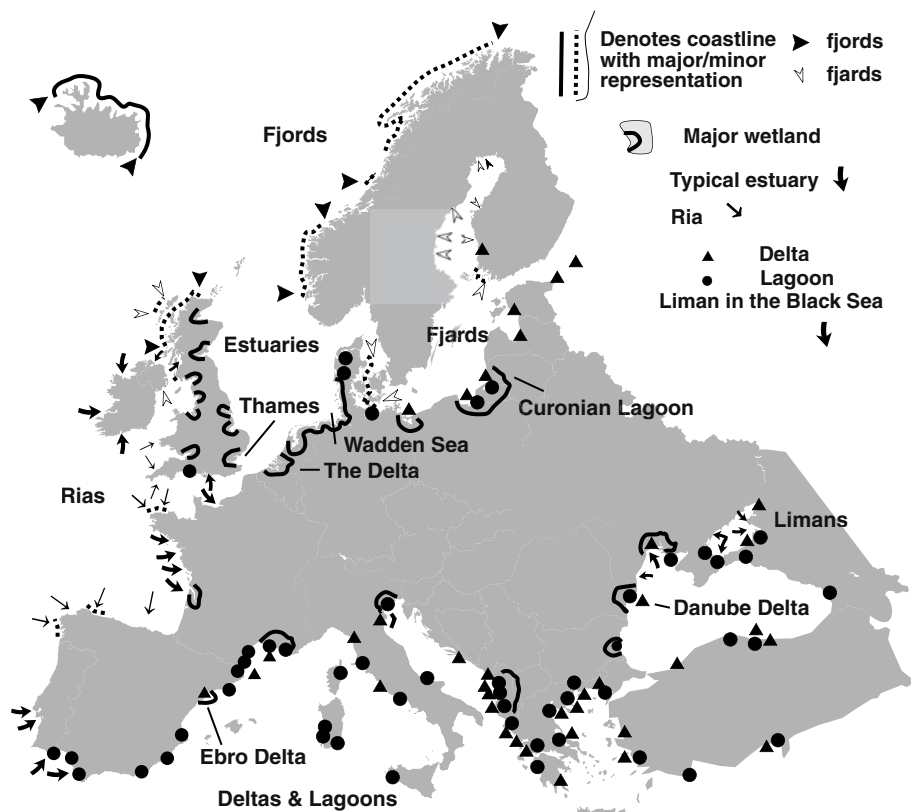 Denotes coastline
with major/minor
representation
fjords
fjards
Major wetland
Typical estuary
Ria
Delta
Lagoon
Liman in the Black Sea
Fjords
Estuaries
Fjards
Thames
Curonian Lagoon
Wadden Sea
The Delta
Rias
Limans
Danube Delta
Ebro Delta
Deltas & Lagoons